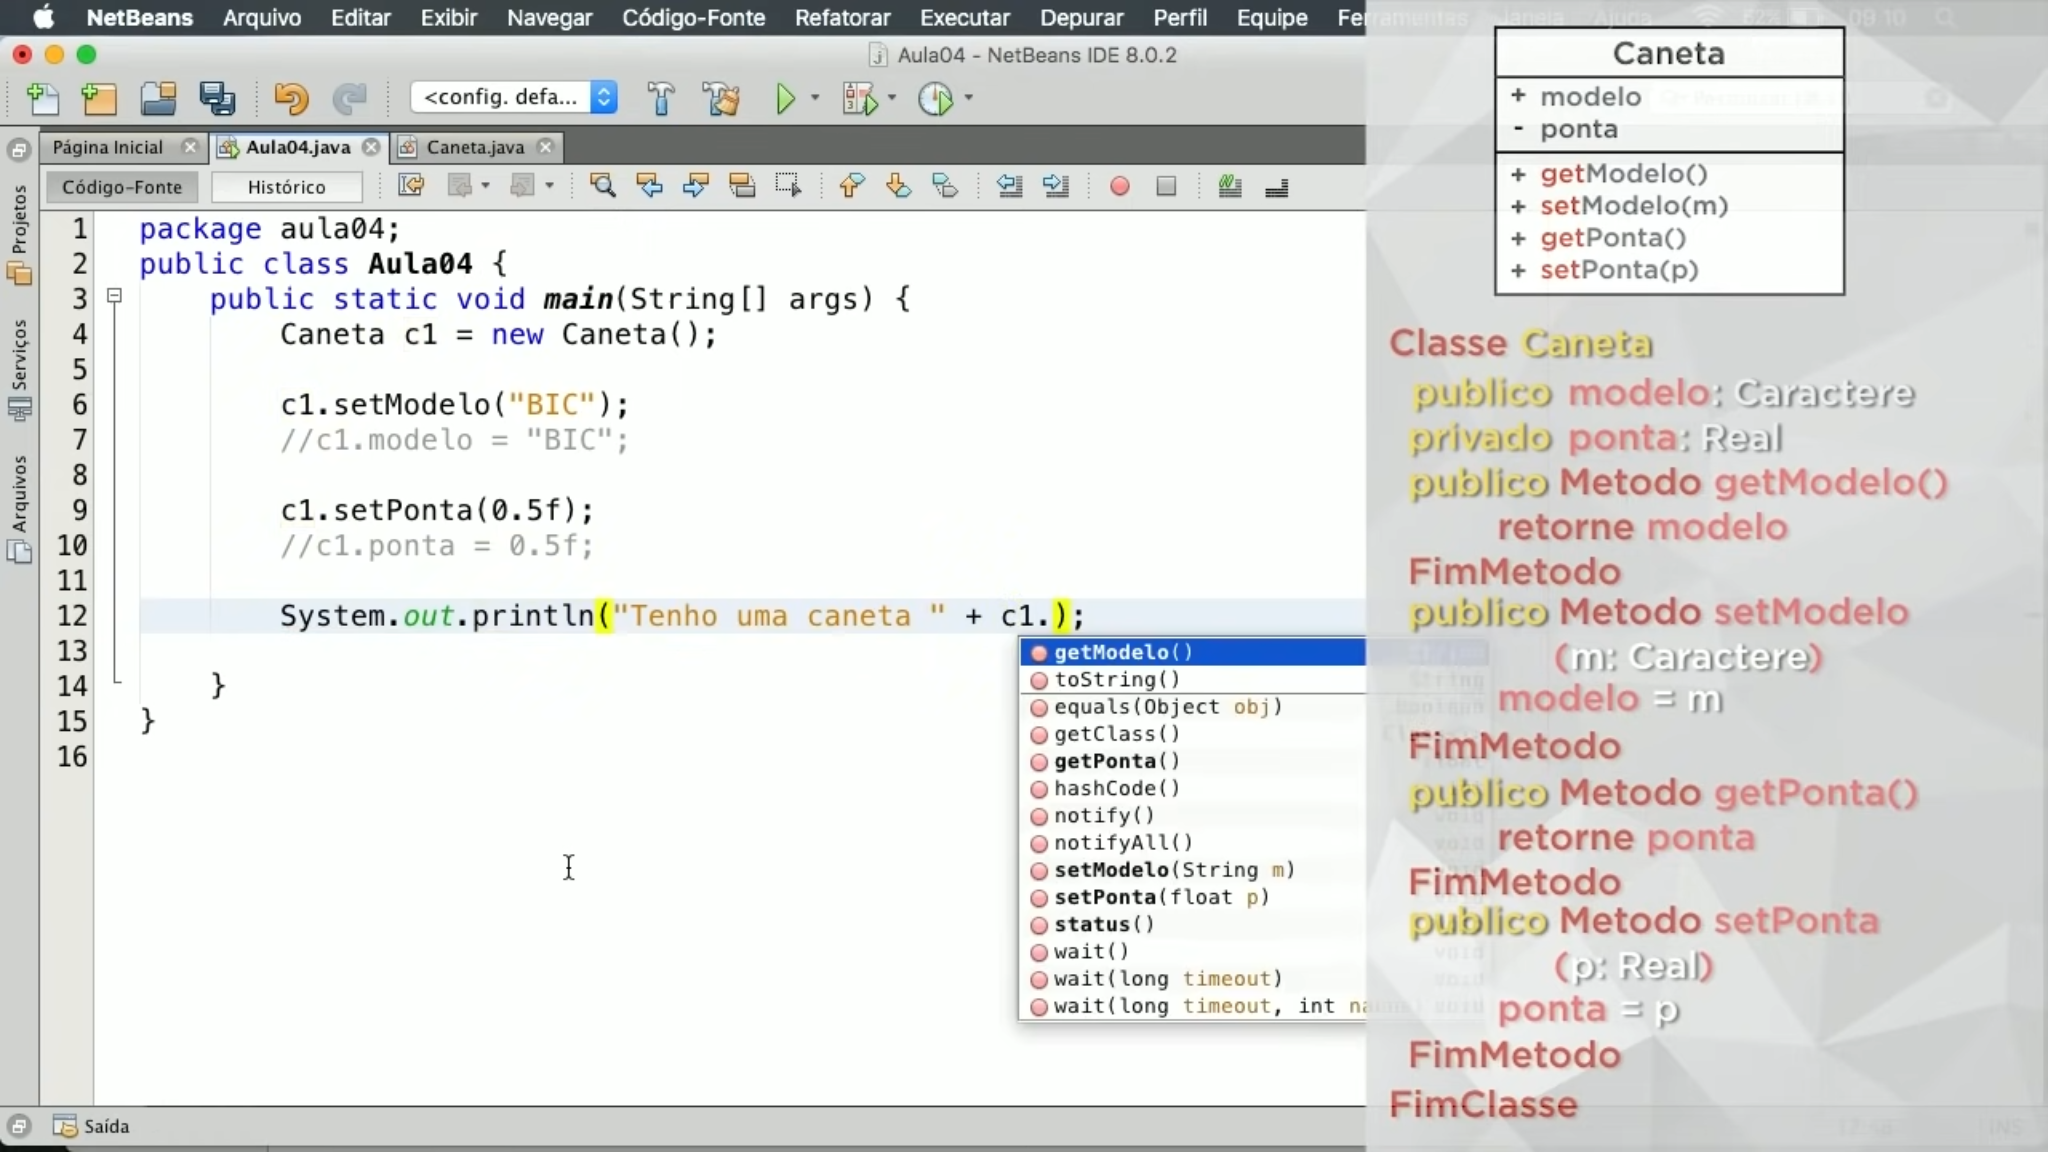 NetBeans Arquivo Editar Exibir Navegar Código-Fonte Refatorar Executar Depurar Perfil Equipe Ferramentas Janela Ajuda
Aula04 - NetBeans IDE 8.0.2
<config. defa...
Página Inicial
Aula04.java
Caneta.java
Código-Fonte
Histórico
Projetos
Serviços
Arquivos
1 package aula04;
2 public class Aula04 {
3 public static void main(String[] args) {
4 Caneta c1 = new Caneta();
5
6 c1.setModelo("BIC");
7 //c1.modelo = "BIC";
8
9 c1.setPonta(0.5f);
10 //c1.ponta = 0.5f;
11
12 System.out.println("Tenho uma caneta " + c1.);
13
14 }
15 }
16
getModelo()
toString()
equals(Object obj)
getClass()
getPonta()
hashCode()
notify()
notifyAll()
setModelo(String m)
setPonta(float p)
status()
wait()
wait(long timeout)
wait(long timeout, int
Saída
Caneta
+ modelo
- ponta
+ getModelo()
+ setModelo(m)
+ getPonta()
+ setPonta(p)
Classe Caneta
publico modelo: Caractere
privado ponta: Real
publico Metodo getModelo()
retorne modelo
FimMetodo
publico Metodo setModelo
(m: Caractere)
modelo = m
FimMetodo
publico Metodo getPonta()
retorne ponta
FimMetodo
publico Metodo setPonta
(p: Real)
ponta = p
FimMetodo
FimClasse